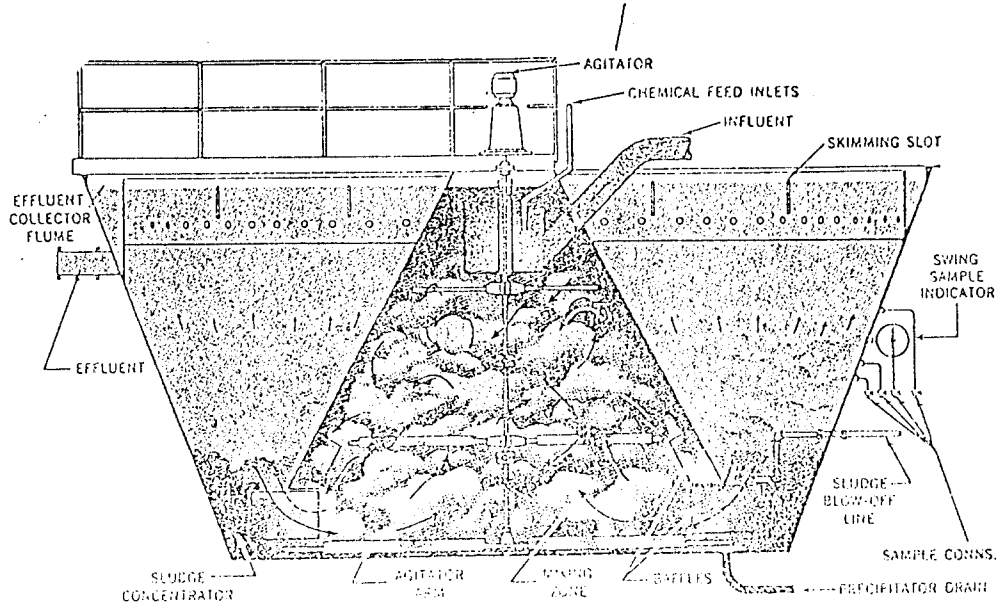 AGITATOR
CHEMICAL FEED INLETS
INFLUENT
SKIMMING SLOT
EFFLUENT
COLLECTOR
FLUME
SWING
SAMPLE
INDICATOR
EFFLUENT
SLUDGE
BLOW-OFF
LINE
SAMPLE CONNS.
SLUDGE
CONCENTRATOR
AGITATOR
ARM
MIXING
ZONE
BAFFLES
PRECIPITATOR DRAIN